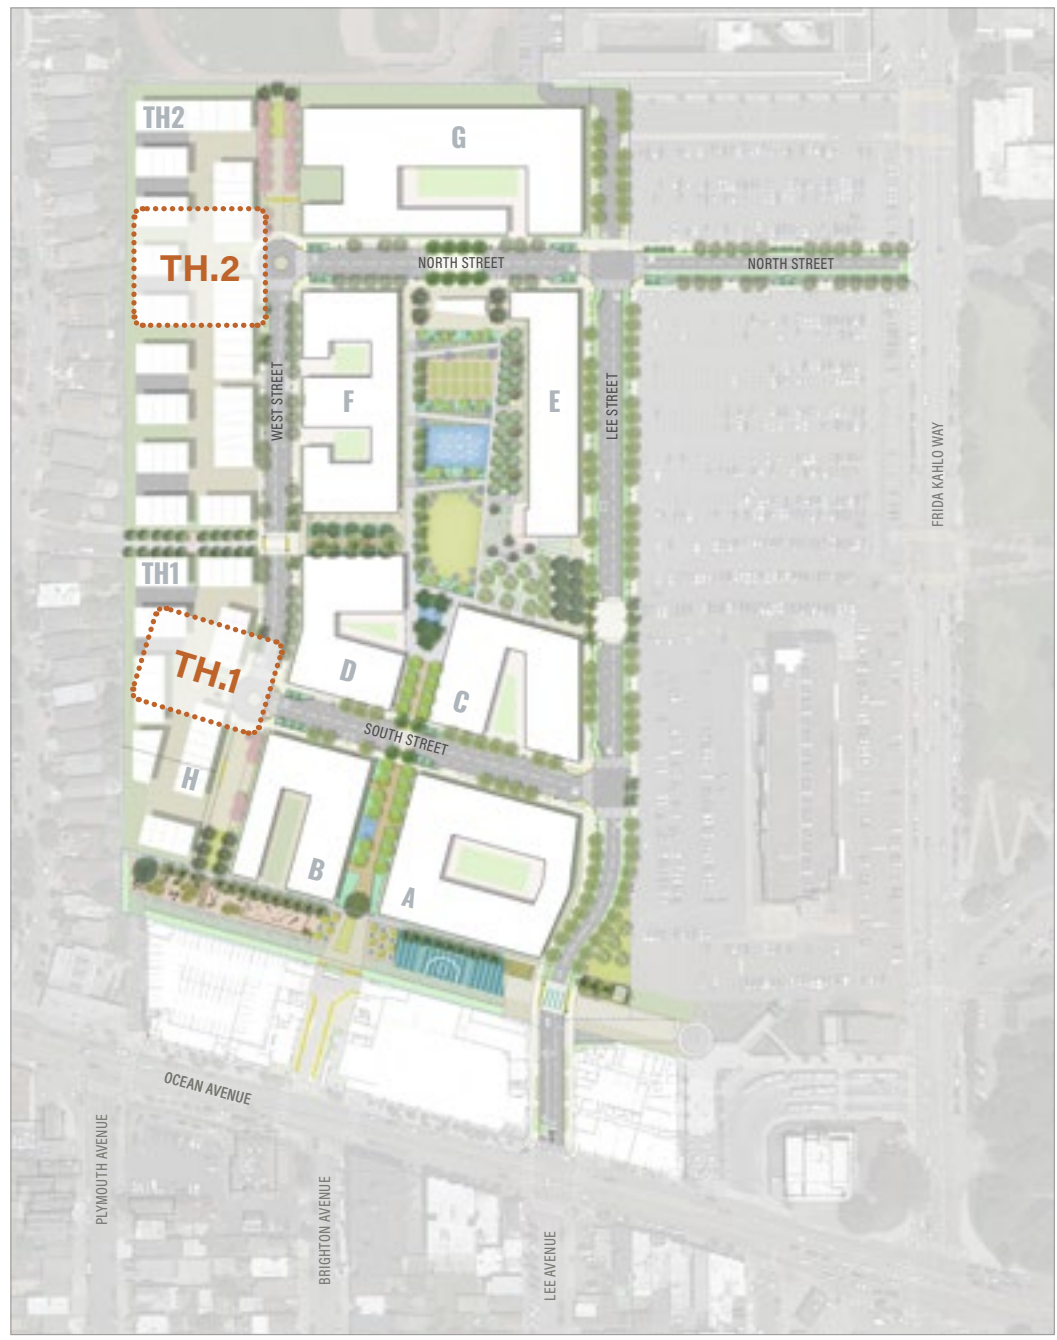 TH2
G
TH.2
NORTH STREET
NORTH STREET
WEST STREET
F
E
LEE STREET
FRIDA KAHLO WAY
TH1
TH.1
D
C
SOUTH STREET
H
B
A
OCEAN AVENUE
PLYMOUTH AVENUE
BRIGHTON AVENUE
LEE AVENUE